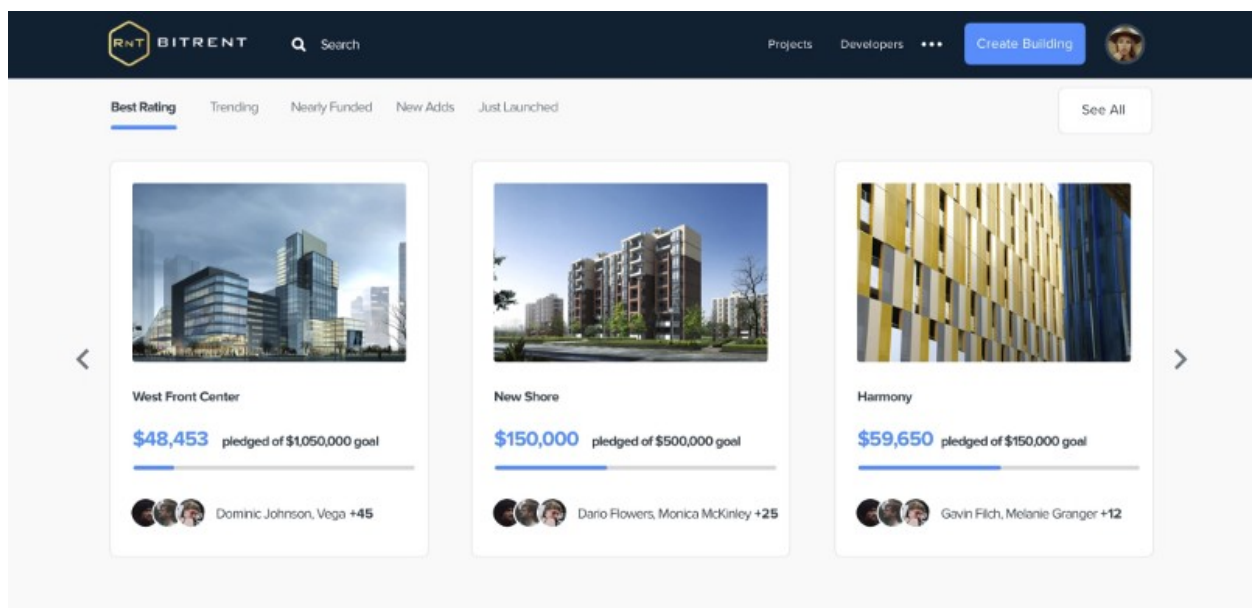 RNT BITRENT
Search
Projects
Developers
Create Building
Best Rating
Trending
Nearly Funded
New Adds
Just Launched
See All
West Front Center
$48,453 pledged of $1,050,000 goal
Dominic Johnson, Vega +45
New Shore
$150,000 pledged of $500,000 goal
Dario Flowers, Monica McKinley +25
Harmony
$59,650 pledged of $150,000 goal
Gavin Filch, Melanie Granger +12